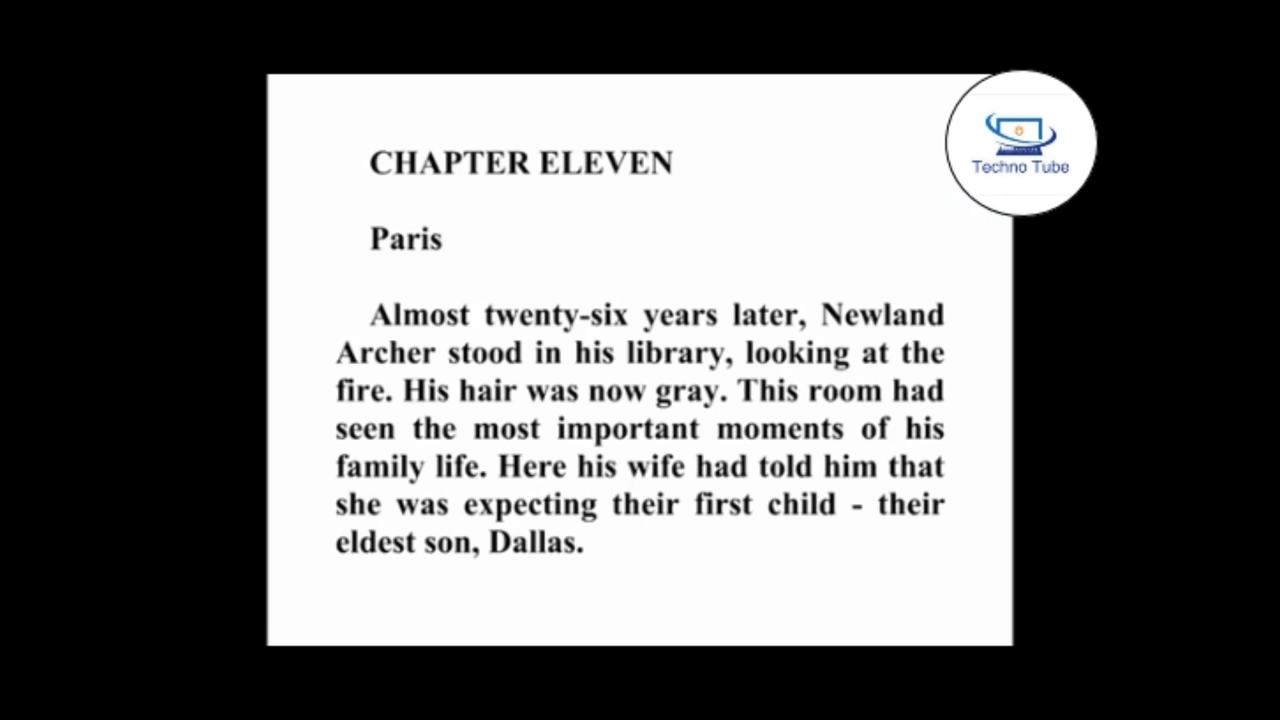 CHAPTER ELEVEN
Techno Tube
Paris
Almost twenty-six years later, Newland
Archer stood in his library, looking at the
fire. His hair was now gray. This room had
seen the most important moments of his
family life. Here his wife had told him that
she was expecting their first child - their
eldest son, Dallas.